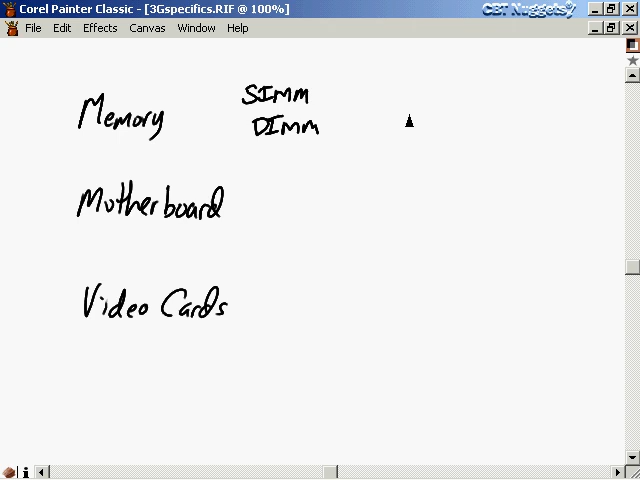 Corel Painter Classic - [3Gspecifics.RIF @ 100%]
CBT Nuggets
File Edit Effects Canvas Window Help
SImm
Memory
DImm
Motherboard
Video Cards